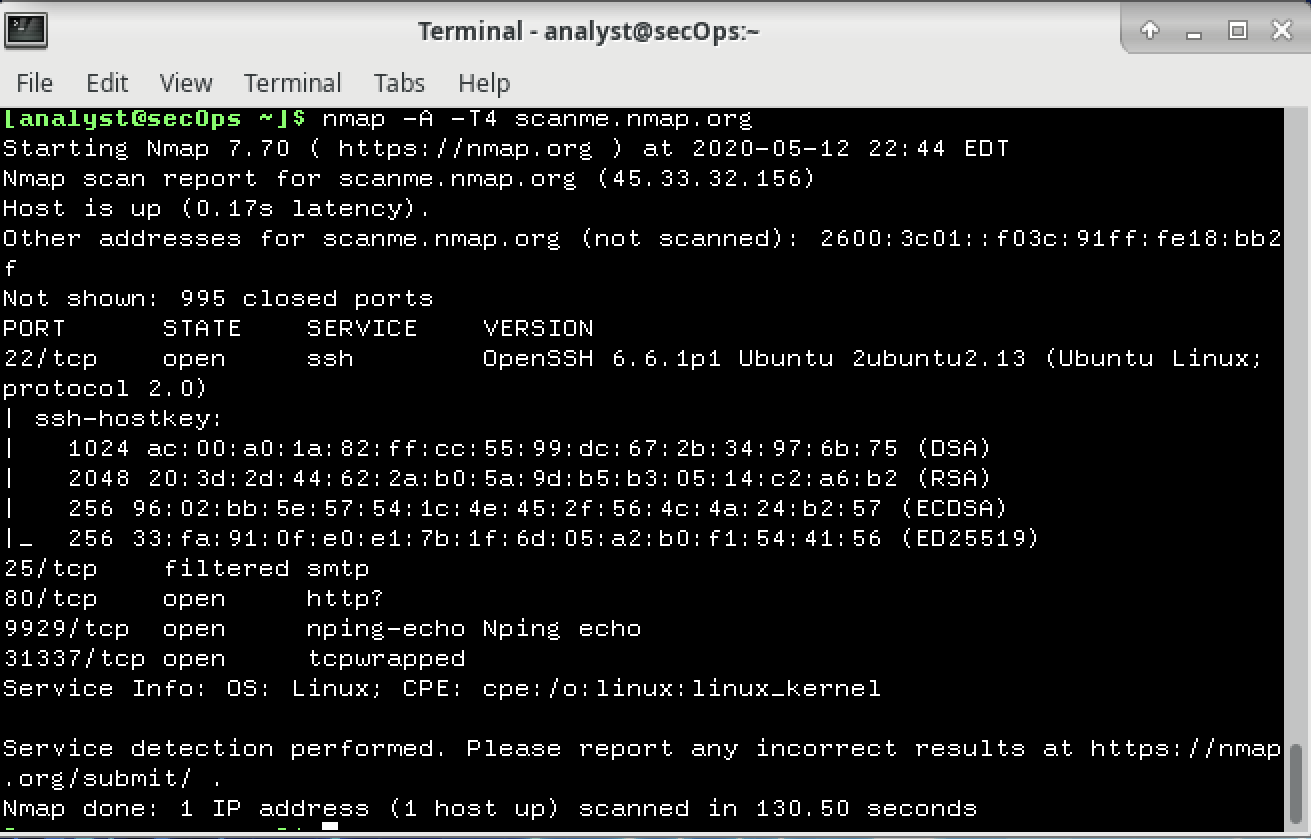 Terminal - analyst@secOps:~
File Edit View Terminal Tabs Help
[analyst@secOps ~]$ nmap -A -T4 scanme.nmap.org
Starting Nmap 7.70 ( https://nmap.org ) at 2020-05-12 22:44 EDT
Nmap scan report for scanme.nmap.org (45.33.32.156)
Host is up (0.17s latency).
Other addresses for scanme.nmap.org (not scanned): 2600:3c01::f03c:91ff:fe18:bb2
f
Not shown: 995 closed ports
PORT      STATE    SERVICE    VERSION
22/tcp    open     ssh        OpenSSH 6.6.1p1 Ubuntu 2ubuntu2.13 (Ubuntu Linux;
protocol 2.0)
| ssh-hostkey:
|   1024 ac:00:a0:1a:82:ff:cc:55:99:dc:67:2b:34:97:6b:75 (DSA)
|   2048 20:3d:2d:44:62:2a:b0:5a:9d:b5:b3:05:14:c2:a6:b2 (RSA)
|   256 96:02:bb:5e:57:54:1c:4e:45:2f:56:4c:4a:24:b2:57 (ECDSA)
|_  256 33:fa:91:0f:e0:e1:7b:1f:6d:05:a2:b0:f1:54:41:56 (ED25519)
25/tcp    filtered smtp
80/tcp    open     http?
9929/tcp  open     nping-echo Nping echo
31337/tcp open     tcpwrapped
Service Info: OS: Linux; CPE: cpe:/o:linux:linux_kernel
Service detection performed. Please report any incorrect results at https://nmap
.org/submit/ .
Nmap done: 1 IP address (1 host up) scanned in 130.50 seconds